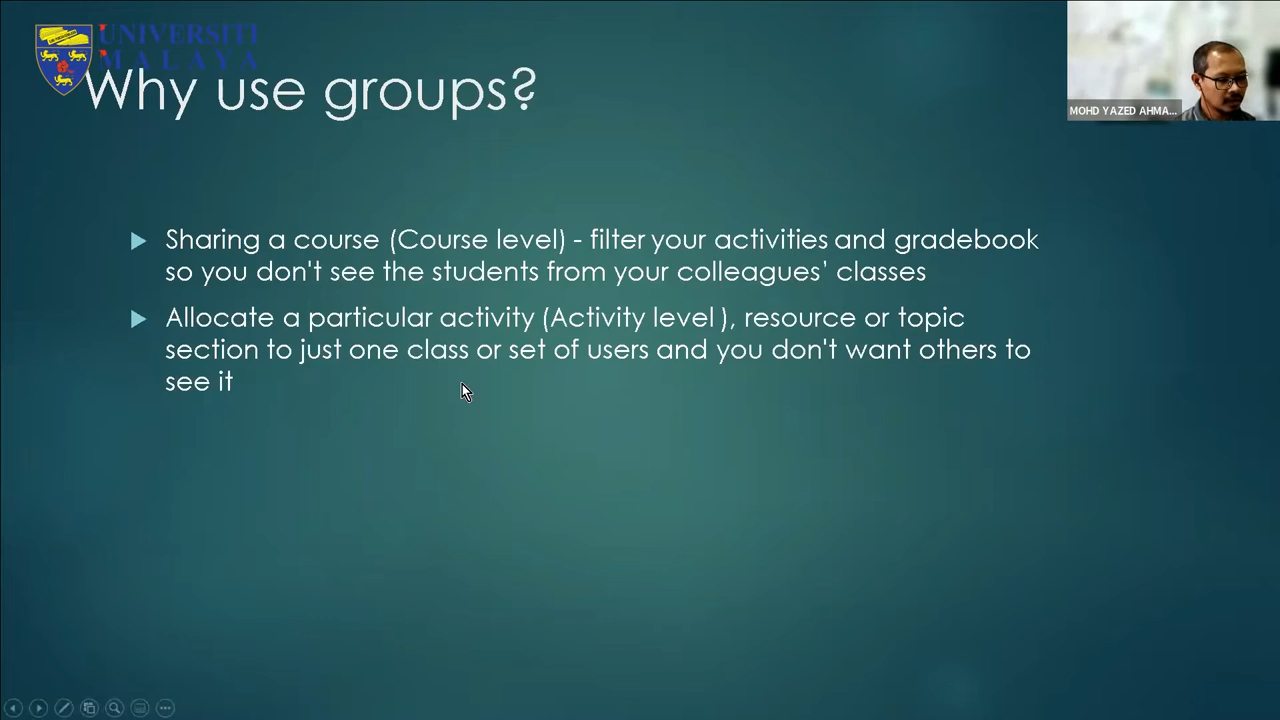 UNIVERSITI
MALAYA
Why use groups?
MOHD YAZED AHMA...
Sharing a course (Course level) - filter your activities and gradebook
so you don't see the students from your colleagues' classes
Allocate a particular activity (Activity level ), resource or topic
section to just one class or set of users and you don't want others to
see it